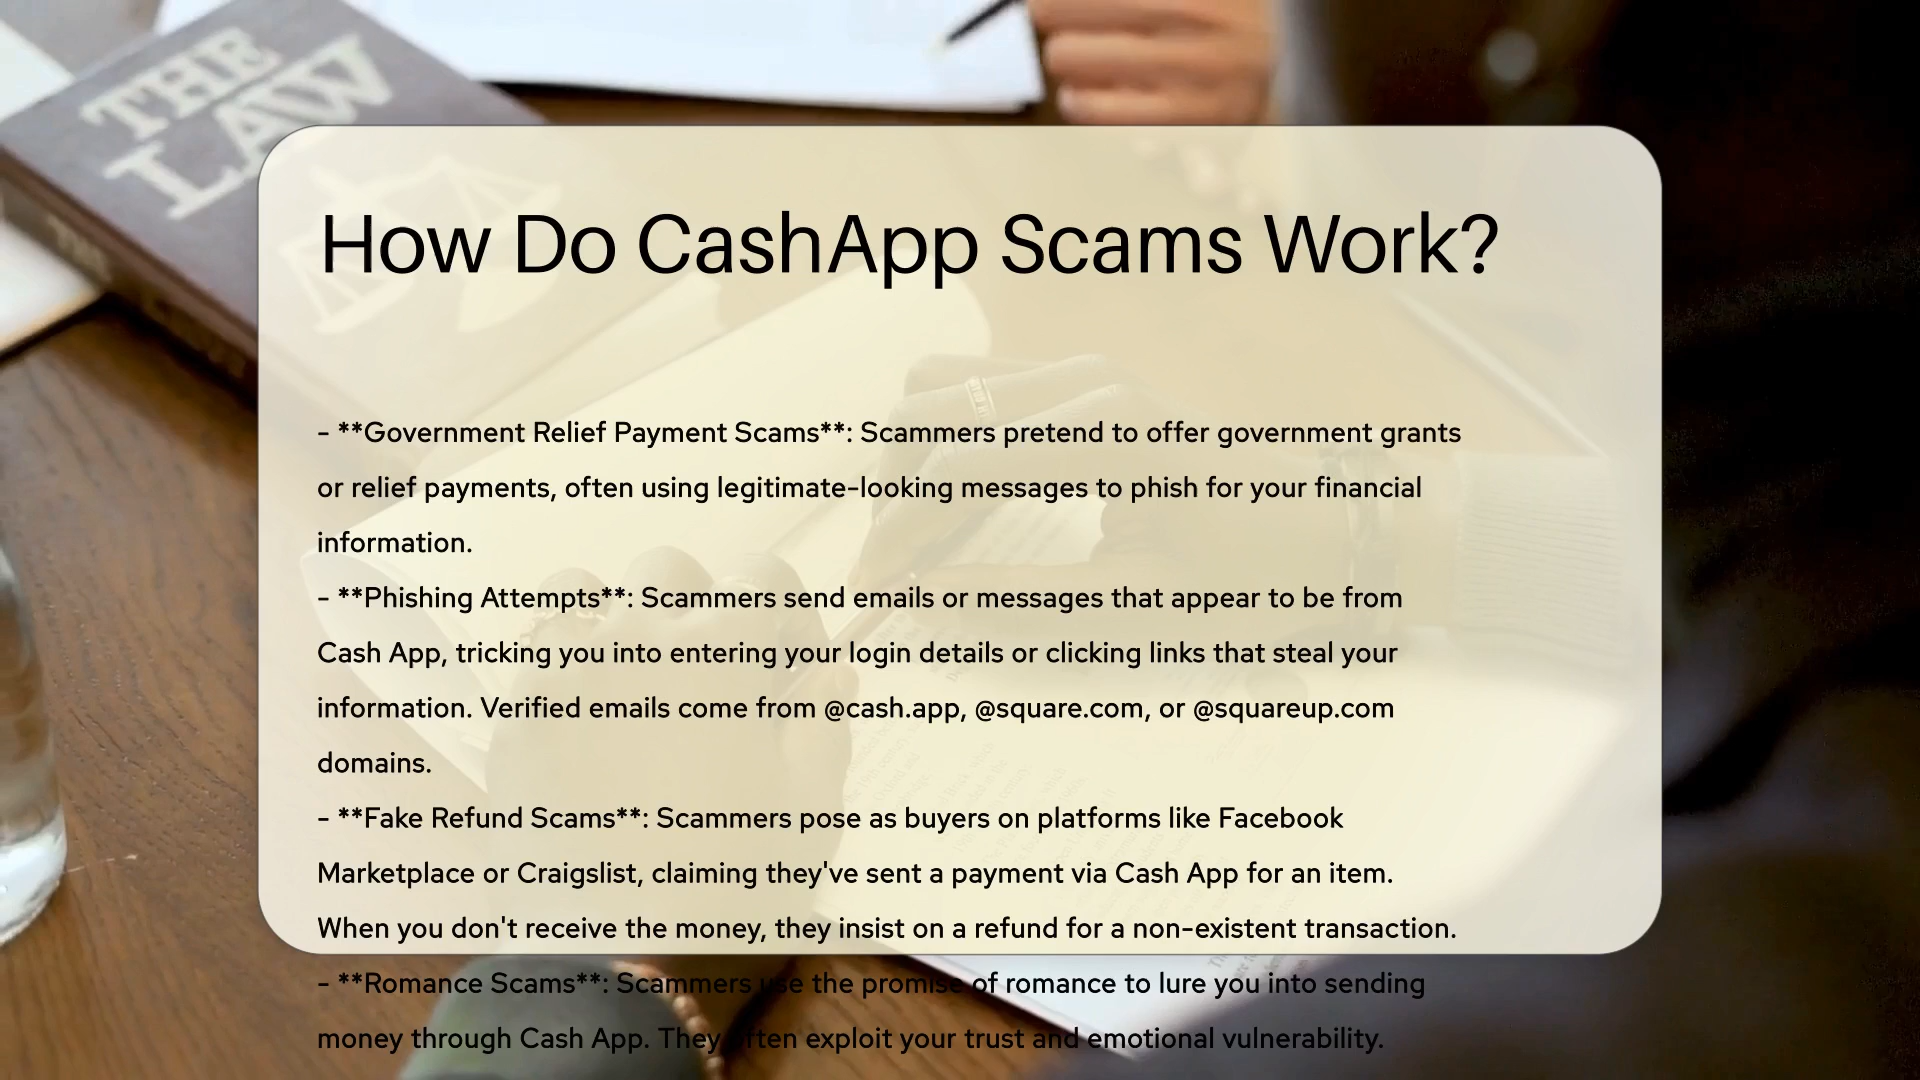 THE
LAW
How Do CashApp Scams Work?
- **Government Relief Payment Scams**: Scammers pretend to offer government grants
or relief payments, often using legitimate-looking messages to phish for your financial
information.
- **Phishing Attempts**: Scammers send emails or messages that appear to be from
Cash App, tricking you into entering your login details or clicking links that steal your
information. Verified emails come from @cash.app, @square.com, or @squareup.com
domains.
- **Fake Refund Scams**: Scammers pose as buyers on platforms like Facebook
Marketplace or Craigslist, claiming they've sent a payment via Cash App for an item.
When you don't receive the money, they insist on a refund for a non-existent transaction.
- **Romance Scams**: Scammers use the promise of romance to lure you into sending
money through Cash App. They often exploit your trust and emotional vulnerability.